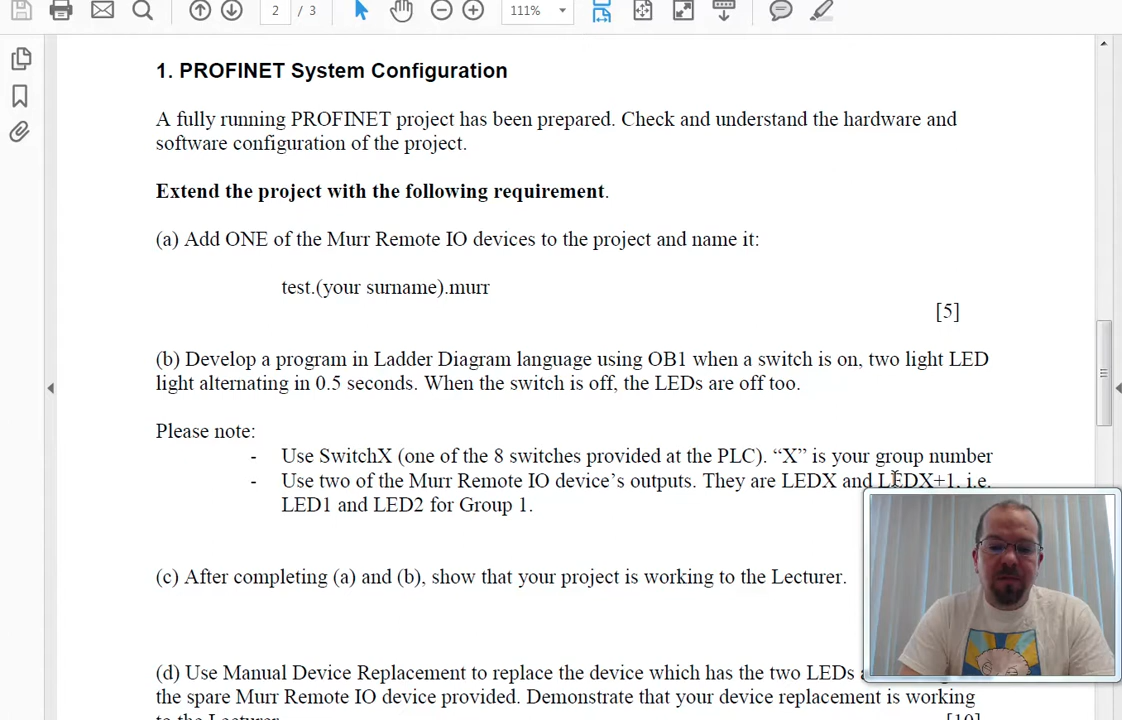 2 / 3
111%
1. PROFINET System Configuration
A fully running PROFINET project has been prepared. Check and understand the hardware and
software configuration of the project.
Extend the project with the following requirement.
(a) Add ONE of the Murr Remote IO devices to the project and name it:
test.(your surname).murr
[5]
(b) Develop a program in Ladder Diagram language using OB1 when a switch is on, two light LED
light alternating in 0.5 seconds. When the switch is off, the LEDs are off too.
Please note:
- Use SwitchX (one of the 8 switches provided at the PLC). “X” is your group number
- Use two of the Murr Remote IO device’s outputs. They are LEDX and LEDX+1, i.e.
LED1 and LED2 for Group 1.
(c) After completing (a) and (b), show that your project is working to the Lecturer.
(d) Use Manual Device Replacement to replace the device which has the two LEDs
the spare Murr Remote IO device provided. Demonstrate that your device replacement is working
to the Lecturer [10]